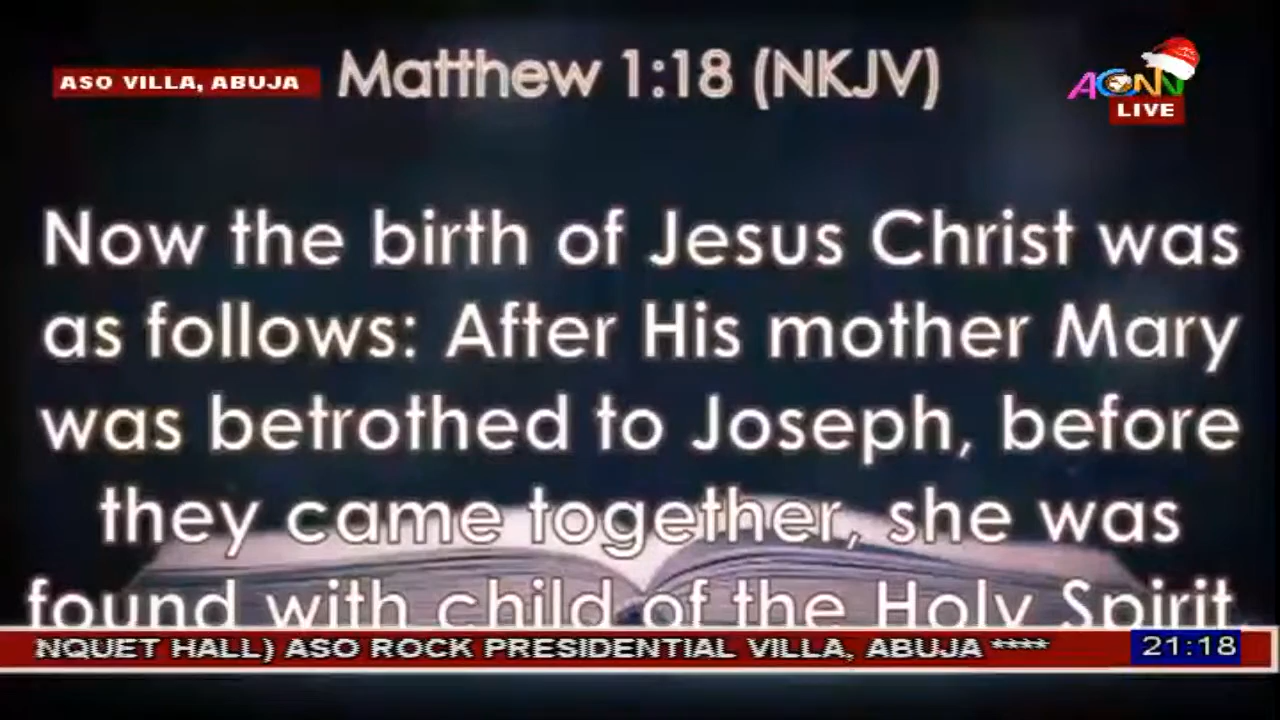 Matthew 1:18 (NKJV)
ASO VILLA, ABUJA
ACNN
LIVE
Now the birth of Jesus Christ was
as follows: After His mother Mary
was betrothed to Joseph, before
they came together, she was
found with child of the Holy Spirit.
NQUET HALL) ASO ROCK PRESIDENTIAL VILLA, ABUJA ****
21:18